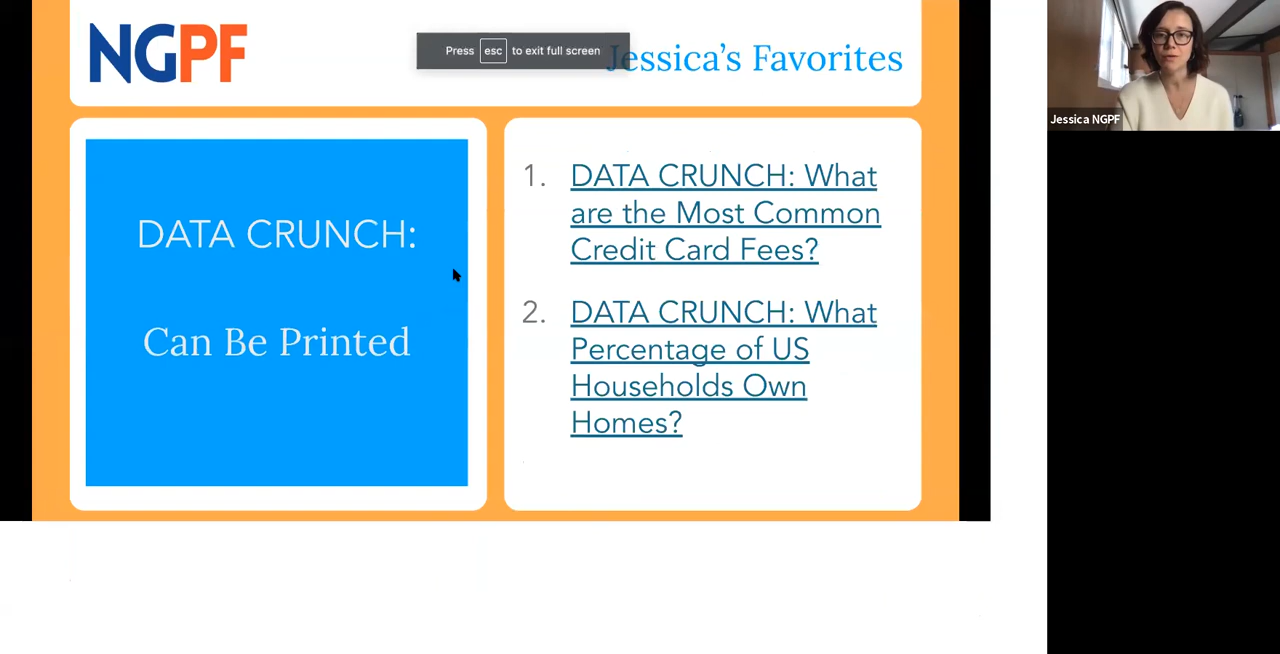 NGPF
Press esc to exit full screen
Jessica's Favorites
Jessica NGPF
DATA CRUNCH:
Can Be Printed
1. DATA CRUNCH: What
are the Most Common
Credit Card Fees?
2. DATA CRUNCH: What
Percentage of US
Households Own
Homes?